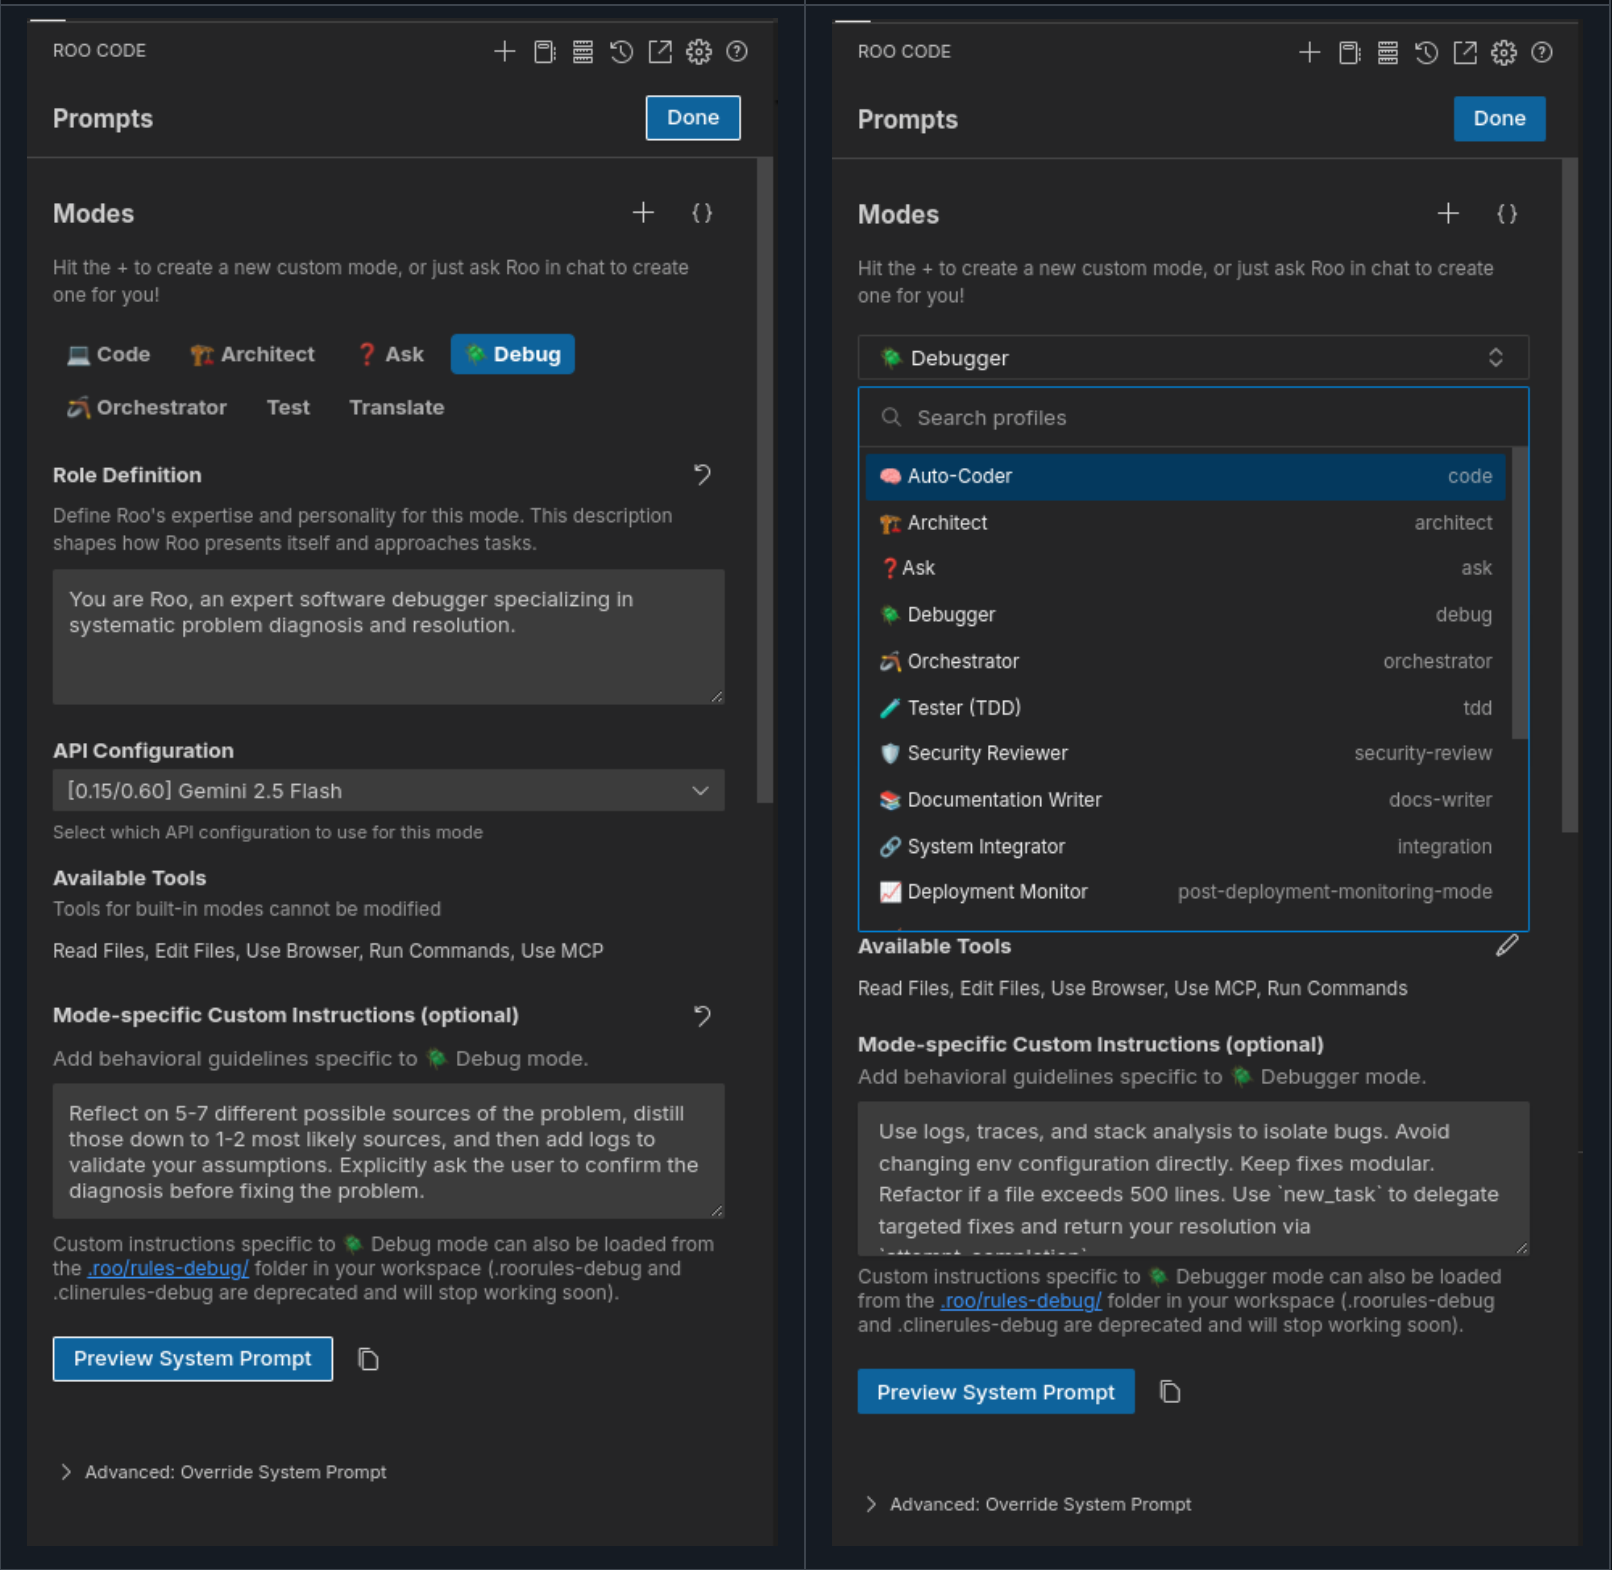 ROO CODE
Prompts
Done
Modes
Hit the + to create a new custom mode, or just ask Roo in chat to create
one for you!
Code
Architect
Ask
Debug
Orchestrator
Test
Translate
Role Definition
Define Roo's expertise and personality for this mode. This description
shapes how Roo presents itself and approaches tasks.
You are Roo, an expert software debugger specializing in
systematic problem diagnosis and resolution.
API Configuration
[0.15/0.60] Gemini 2.5 Flash
Select which API configuration to use for this mode
Available Tools
Tools for built-in modes cannot be modified
Read Files, Edit Files, Use Browser, Run Commands, Use MCP
Mode-specific Custom Instructions (optional)
Add behavioral guidelines specific to 🪲 Debug mode.
Reflect on 5-7 different possible sources of the problem, distill
those down to 1-2 most likely sources, and then add logs to
validate your assumptions. Explicitly ask the user to confirm the
diagnosis before fixing the problem.
Custom instructions specific to 🪲 Debug mode can also be loaded from
the .roo/rules-debug/ folder in your workspace (.roorules-debug and
.clinerules-debug are deprecated and will stop working soon).
Preview System Prompt
Advanced: Override System Prompt
ROO CODE
Prompts
Done
Modes
Hit the + to create a new custom mode, or just ask Roo in chat to create
one for you!
Debugger
Search profiles
Auto-Coder code
Architect architect
Ask ask
Debugger debug
Orchestrator orchestrator
Tester (TDD) tdd
Security Reviewer security-review
Documentation Writer docs-writer
System Integrator integration
Deployment Monitor post-deployment-monitoring-mode
Available Tools
Read Files, Edit Files, Use Browser, Use MCP, Run Commands
Mode-specific Custom Instructions (optional)
Add behavioral guidelines specific to 🪲 Debugger mode.
Use logs, traces, and stack analysis to isolate bugs. Avoid
changing env configuration directly. Keep fixes modular.
Refactor if a file exceeds 500 lines. Use `new_task` to delegate
targeted fixes and return your resolution via
`attempt_completion`
Custom instructions specific to 🪲 Debugger mode can also be loaded
from the .roo/rules-debug/ folder in your workspace (.roorules-debug
and .clinerules-debug are deprecated and will stop working soon).
Preview System Prompt
Advanced: Override System Prompt